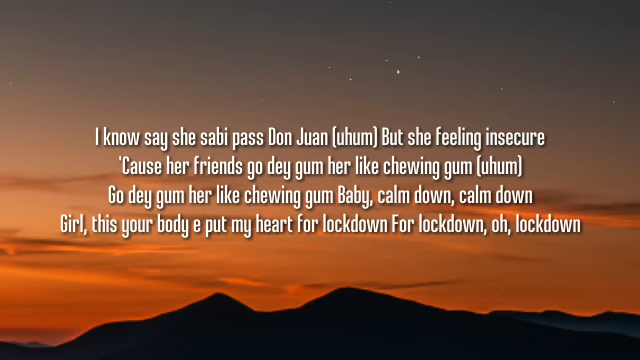 I know say she sabi pass Don Juan (uhum) But she feeling insecure
'Cause her friends go dey gum her like chewing gum (uhum)
Go dey gum her like chewing gum Baby, calm down, calm down
Girl, this your body e put my heart for lockdown For lockdown, oh, lockdown